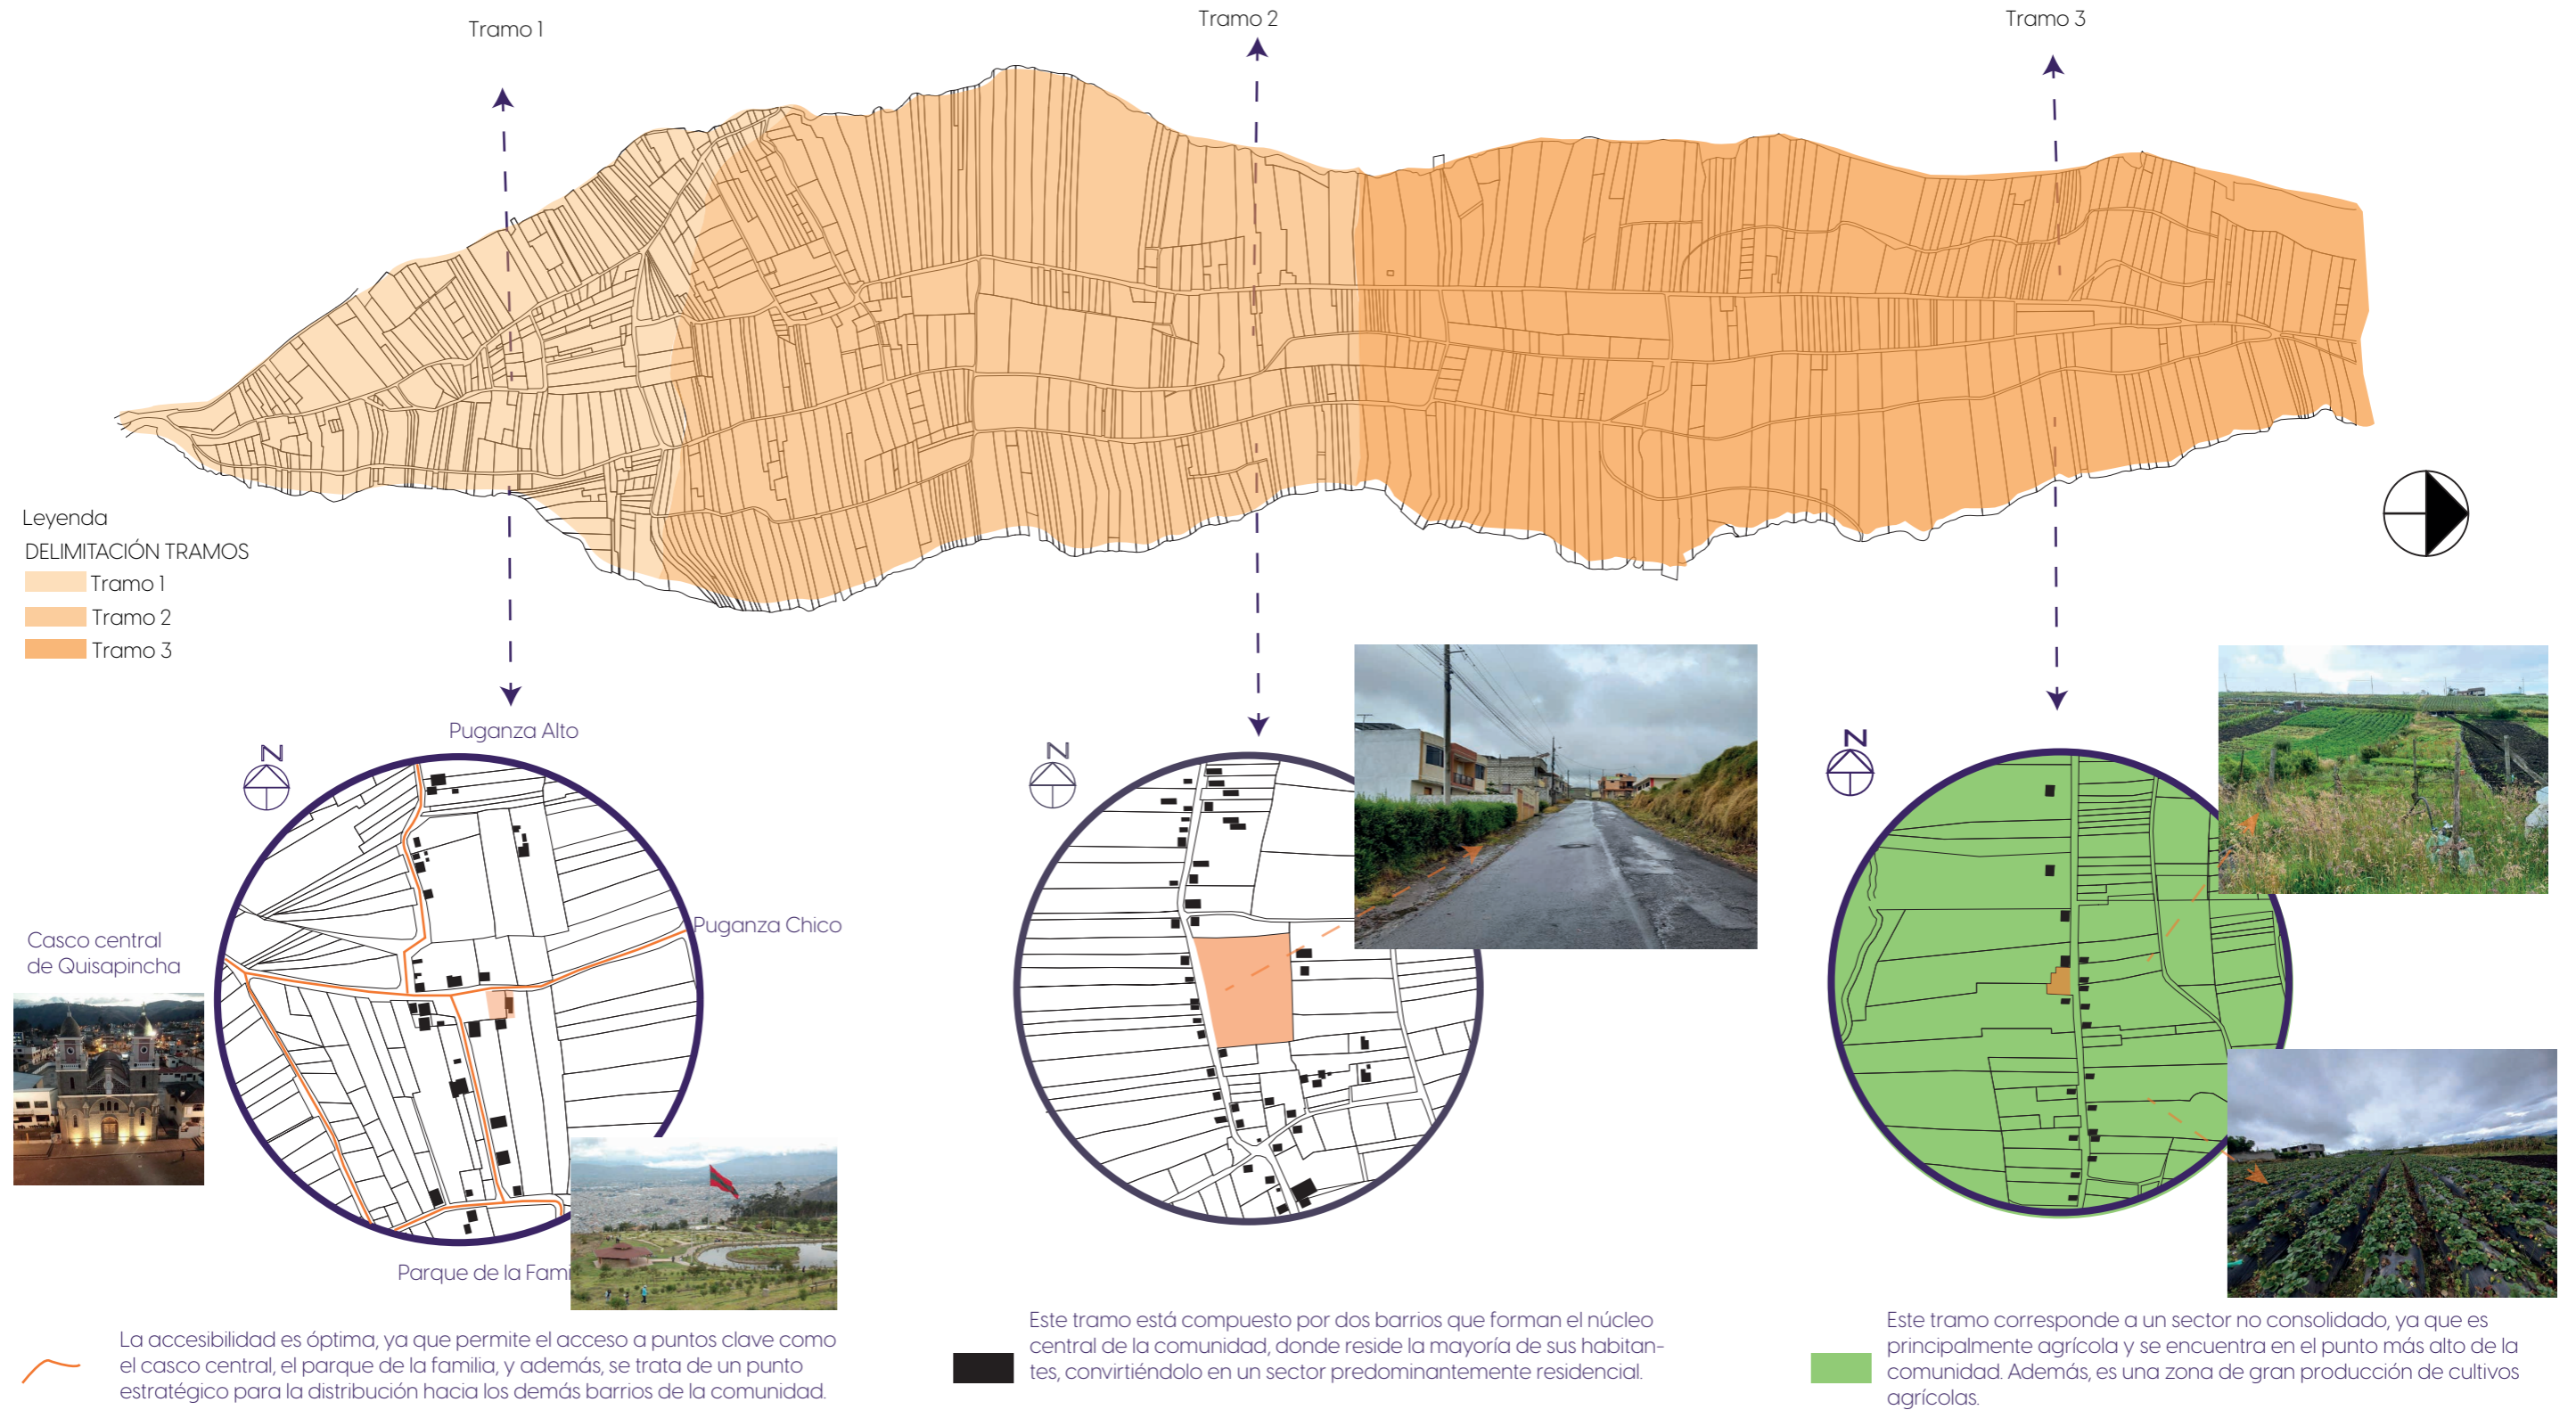 Tramo 1
Tramo 2
Tramo 3
Leyenda
DELIMITACIÓN TRAMOS
Tramo 1
Tramo 2
Tramo 3
N
Puganza Alto
Puganza Chico
Casco central
de Quisapincha
Parque de la Fami
N
N
La accesibilidad es óptima, ya que permite el acceso a puntos clave como
el casco central, el parque de la familia, y además, se trata de un punto
estratégico para la distribución hacia los demás barrios de la comunidad.
Este tramo está compuesto por dos barrios que forman el núcleo
central de la comunidad, donde reside la mayoría de sus habitan-
tes, convirtiéndolo en un sector predominantemente residencial.
Este tramo corresponde a un sector no consolidado, ya que es
principalmente agrícola y se encuentra en el punto más alto de la
comunidad. Además, es una zona de gran producción de cultivos
agrícolas.